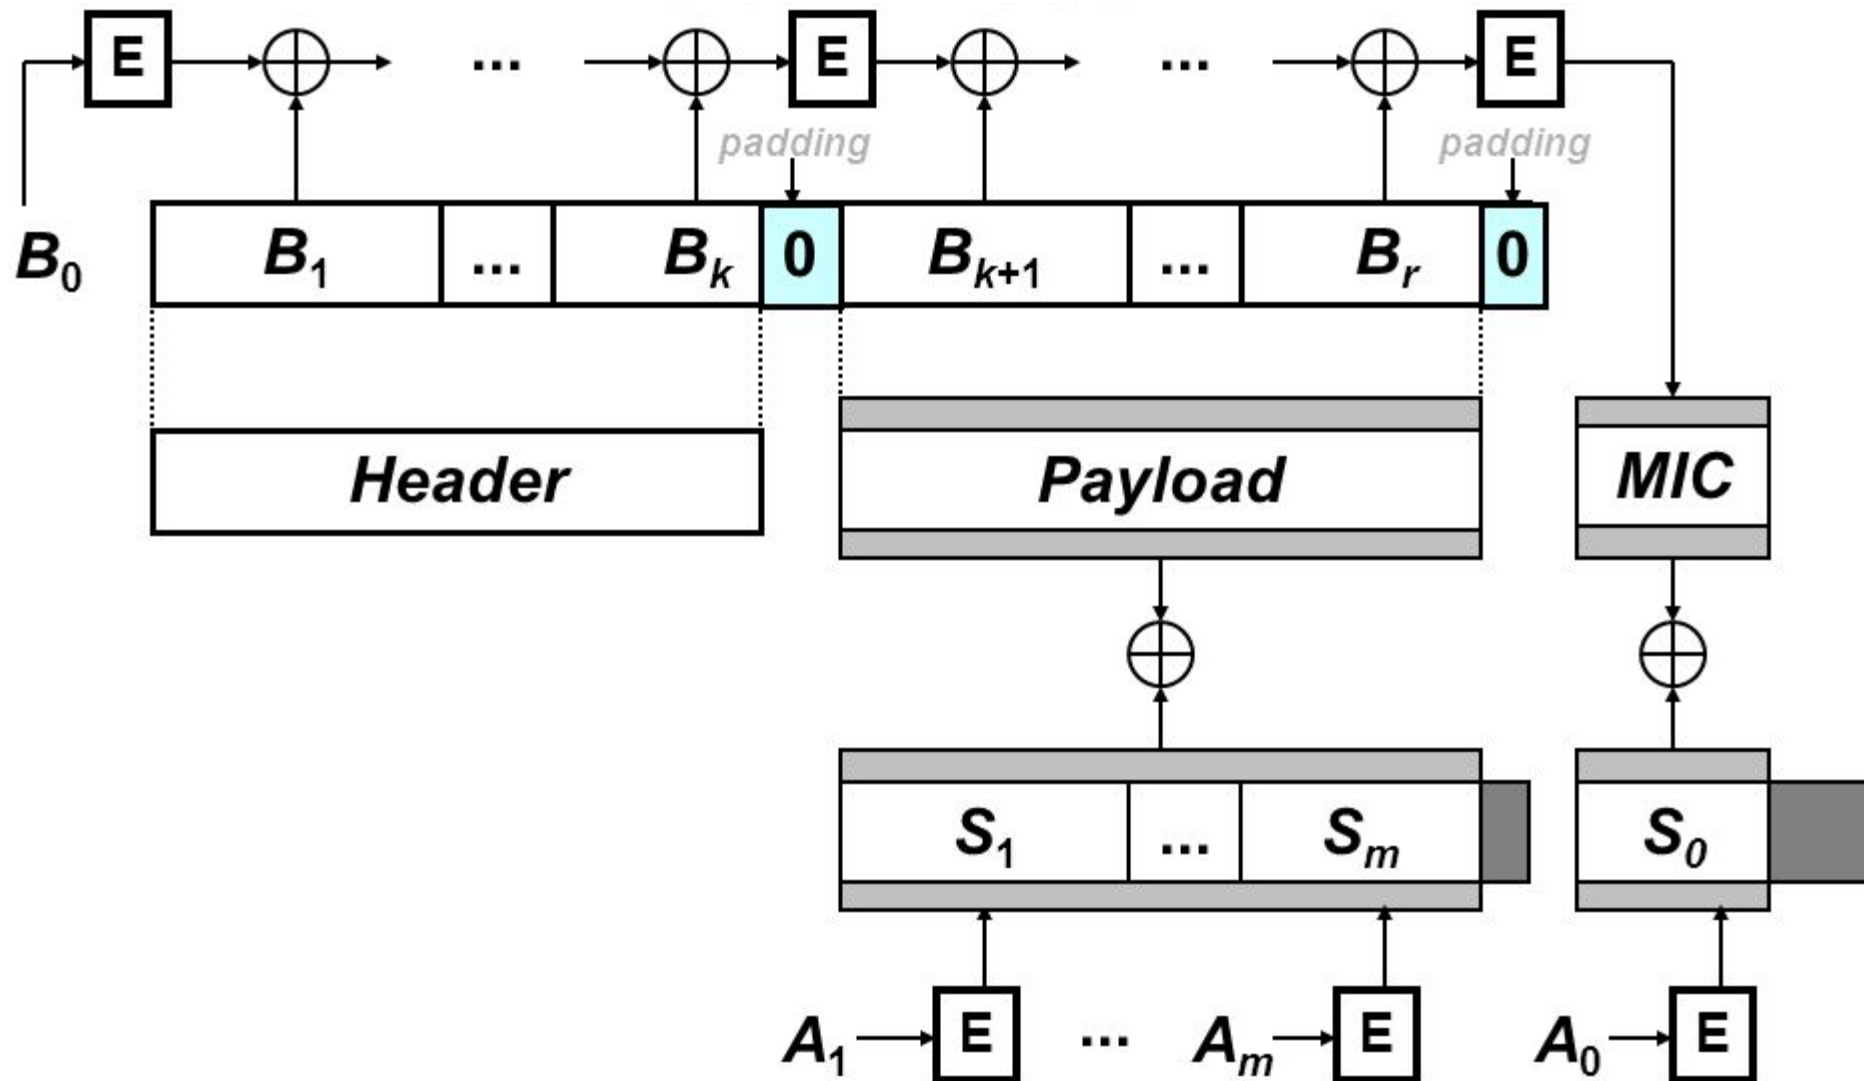 E ... E ... E
padding padding
B₀ B₁ ... Bₖ 0 Bₖ₊₁ ... Bᵣ 0
Header Payload MIC
S₁ ... Sₘ S₀
A₁ E ... Aₘ E A₀ E